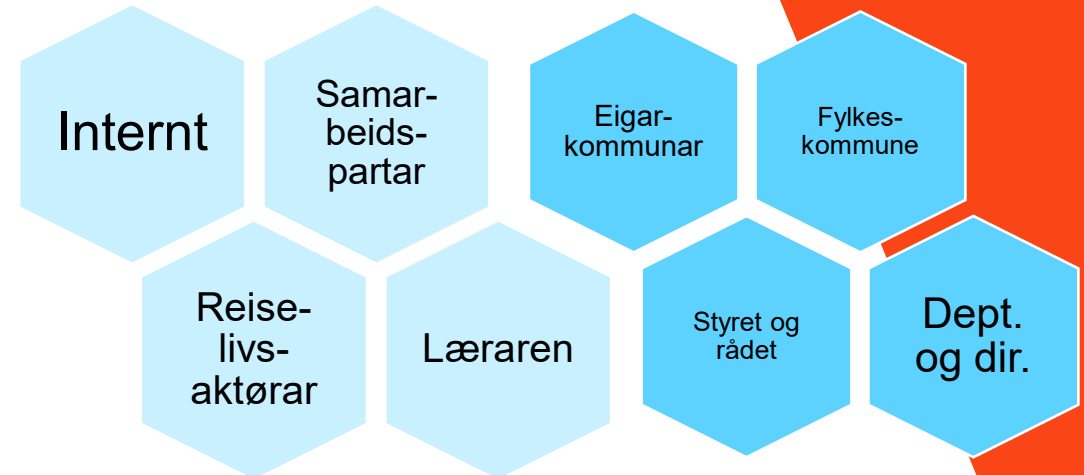 Internt
Samar-
beids-
partar
Eigar-
kommunar
Fylkes-
kommune
Reise-
livs-
aktørar
Læraren
Styret og
rådet
Dept.
og dir.